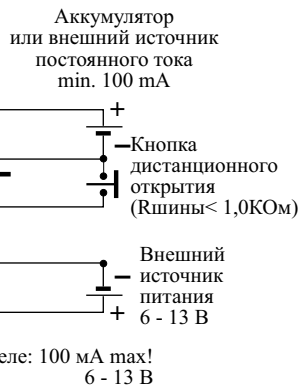 Аккумулятор
или внешний источник
постоянного тока
min. 100 mA
+
Кнопка
дистанционного
открытия
(Rшины< 1,0КОм)
Внешний
источник
питания
+ 6 - 13 В
еле: 100 мА max!
6 - 13 В